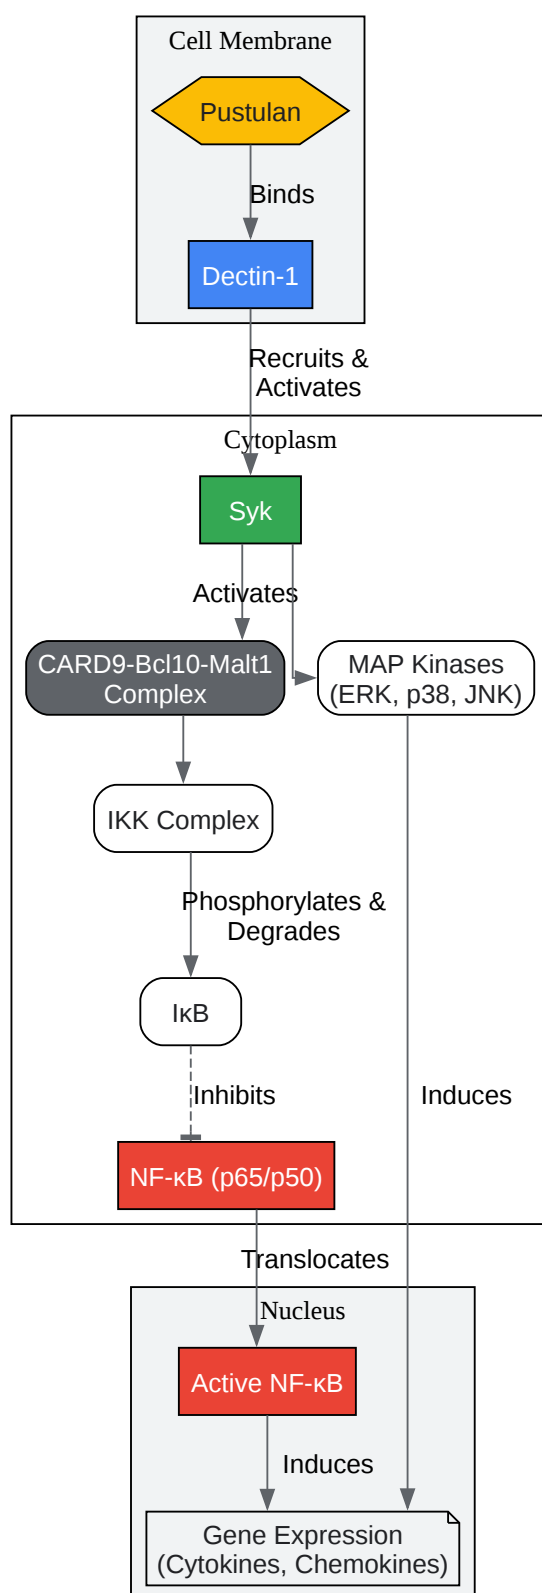 Cell Membrane
Pustulan
Binds
Dectin-1
Recruits &
Activates
Cytoplasm
Syk
Activates
CARD9-Bcl10-Malt1
Complex
MAP Kinases
(ERK, p38, JNK)
IKK Complex
Phosphorylates &
Degrades
IκB
Inhibits
Induces
NF-κB (p65/p50)
Translocates
Nucleus
Active NF-κB
Induces
Gene Expression
(Cytokines, Chemokines)